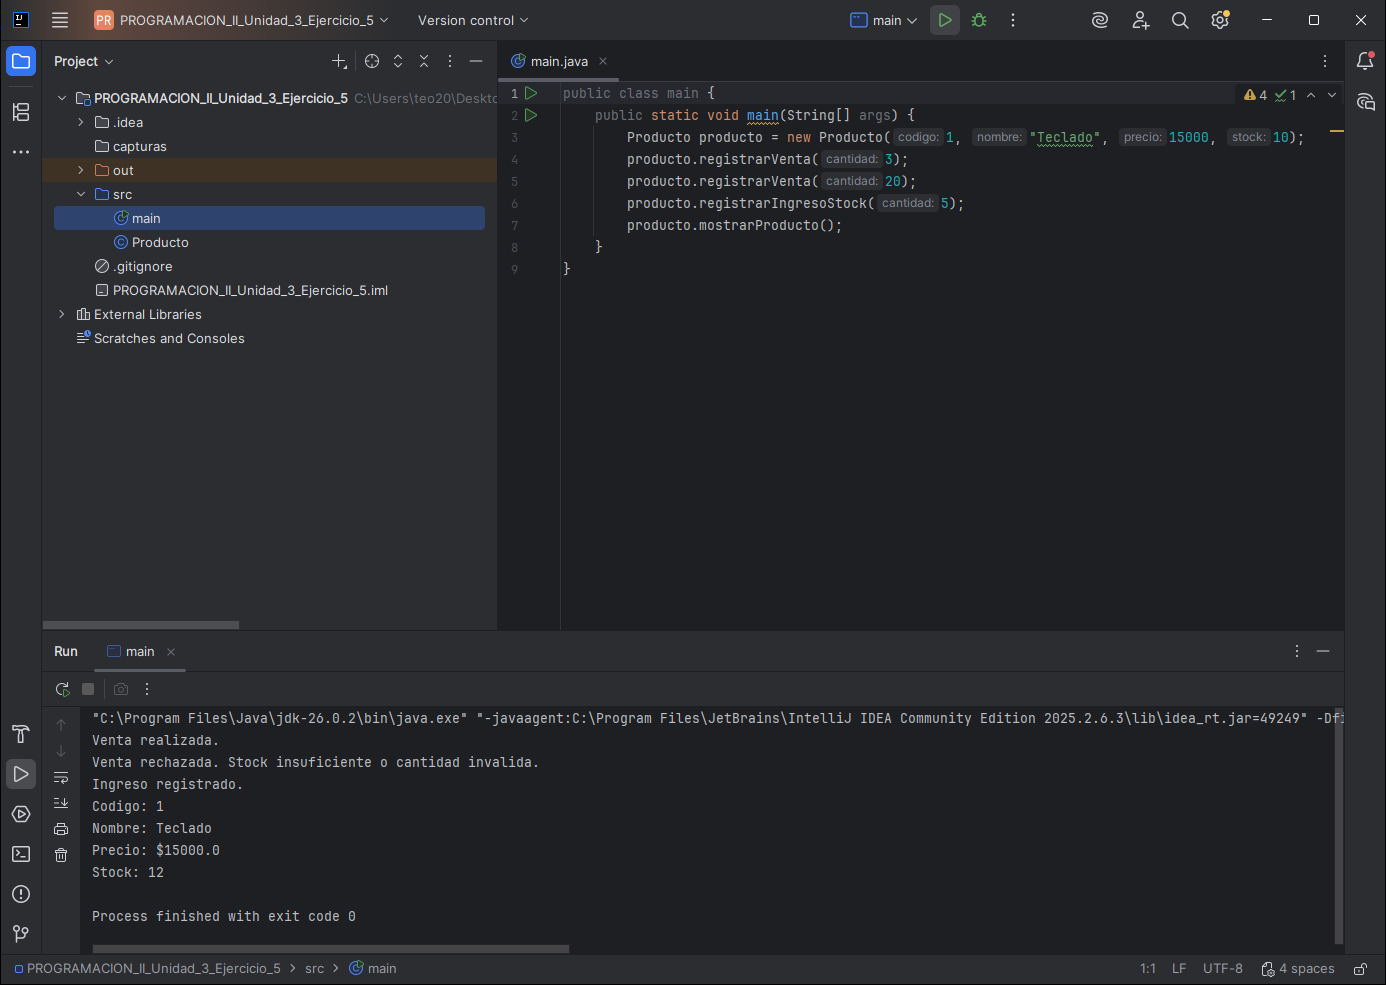 PR PROGRAMACION_II_Unidad_3_Ejercicio_5 Version control main
Project
PROGRAMACION_II_Unidad_3_Ejercicio_5 C:\Users\teo20\Deskto
.idea
capturas
out
src
main
Producto
.gitignore
PROGRAMACION_II_Unidad_3_Ejercicio_5.iml
External Libraries
Scratches and Consoles
main.java
4 1
1 public class main {
2 public static void main(String[] args) {
3 Producto producto = new Producto( codigo: 1, nombre: "Teclado", precio: 15000, stock: 10);
4 producto.registrarVenta( cantidad: 3);
5 producto.registrarVenta( cantidad: 20);
6 producto.registrarIngresoStock( cantidad: 5);
7 producto.mostrarProducto();
8 }
9 }
Run main
"C:\Program Files\Java\jdk-26.0.2\bin\java.exe" "-javaagent:C:\Program Files\JetBrains\IntelliJ IDEA Community Edition 2025.2.6.3\lib\idea_rt.jar=49249" -Dfi
Venta realizada.
Venta rechazada. Stock insuficiente o cantidad invalida.
Ingreso registrado.
Codigo: 1
Nombre: Teclado
Precio: $15000.0
Stock: 12
Process finished with exit code 0
PROGRAMACION_II_Unidad_3_Ejercicio_5 > src > main 1:1 LF UTF-8 4 spaces